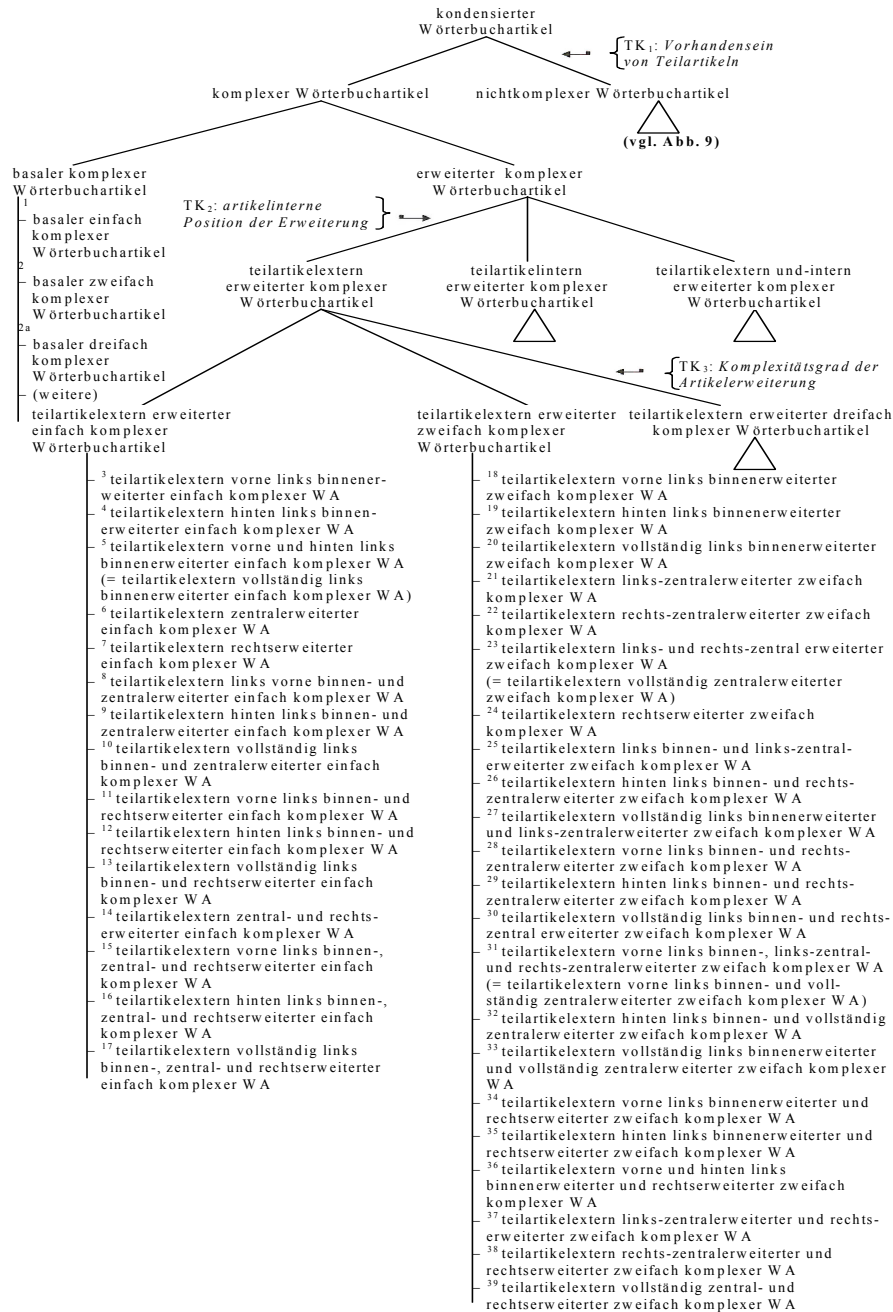 kondensierter
Wörterbuchartikel
TK1: Vorhandensein
von Teilartikeln
komplexer Wörterbuchartikel
nichtkomplexer Wörterbuchartikel
(vgl. Abb. 9)
basaler komplexer
Wörterbuchartikel
erweiterter komplexer
Wörterbuchartikel
TK2: artikelinterne
Position der Erweiterung
1
basaler einfach
komplexer
Wörterbuchartikel
2
basaler zweifach
komplexer
Wörterbuchartikel
2a
basaler dreifach
komplexer
Wörterbuchartikel
(weitere)
teilartikelextern
erweiterter komplexer
Wörterbuchartikel
teilartikelintern
erweiterter komplexer
Wörterbuchartikel
teilartikelextern und-intern
erweiterter komplexer
Wörterbuchartikel
TK3: Komplexitätsgrad der
Artikelerweiterung
teilartikelextern erweiterter
einfach komplexer
Wörterbuchartikel
teilartikelextern erweiterter
zweifach komplexer
Wörterbuchartikel
teilartikelextern erweiterter dreifach
komplexer Wörterbuchartikel
3 teilartikelextern vorne links binnener-
weiterter einfach komplexer WA
4 teilartikelextern hinten links binnen-
erweiterter einfach komplexer WA
5 teilartikelextern vorne und hinten links
binnenerweiterter einfach komplexer WA
(= teilartikelextern vollständig links
binnenerweiterter einfach komplexer WA)
6 teilartikelextern zentralerweiterter
einfach komplexer WA
7 teilartikelextern rechtserweiterter
einfach komplexer WA
8 teilartikelextern links vorne binnen- und
zentralerweiterter einfach komplexer WA
9 teilartikelextern hinten links binnen- und
zentralerweiterter einfach komplexer WA
10 teilartikelextern vollständig links
binnen- und zentralerweiterter einfach
komplexer WA
11 teilartikelextern vorne links binnen- und
rechtserweiterter einfach komplexer WA
12 teilartikelextern hinten links binnen- und
rechtserweiterter einfach komplexer WA
13 teilartikelextern vollständig links
binnen- und rechtserweiterter einfach
komplexer WA
14 teilartikelextern zentral- und rechts-
erweiterter einfach komplexer WA
15 teilartikelextern vorne links binnen-,
zentral- und rechtserweiterter einfach
komplexer WA
16 teilartikelextern hinten links binnen-,
zentral- und rechtserweiterter einfach
komplexer WA
17 teilartikelextern vollständig links
binnen-, zentral- und rechtserweiterter
einfach komplexer WA
18 teilartikelextern vorne links binnenerweiterter
zweifach komplexer WA
19 teilartikelextern hinten links binnenerweiterter
zweifach komplexer WA
20 teilartikelextern vollständig links binnenerweiterter
zweifach komplexer WA
21 teilartikelextern links-zentralerweiterter zweifach
komplexer WA
22 teilartikelextern rechts-zentralerweiterter zweifach
komplexer WA
23 teilartikelextern links- und rechts-zentral erweiterter
zweifach komplexer WA
(= teilartikelextern vollständig zentralerweiterter
zweifach komplexer WA)
24 teilartikelextern rechtserweiterter zweifach
komplexer WA
25 teilartikelextern links binnen- und links-zentral-
erweiterter zweifach komplexer WA
26 teilartikelextern hinten links binnen- und rechts-
zentralerweiterter zweifach komplexer WA
27 teilartikelextern vollständig links binnenerweiterter
und links-zentralerweiterter zweifach komplexer WA
28 teilartikelextern vorne links binnen- und rechts-
zentralerweiterter zweifach komplexer WA
29 teilartikelextern hinten links binnen- und rechts-
zentralerweiterter zweifach komplexer WA
30 teilartikelextern vollständig links binnen- und rechts-
zentral erweiterter zweifach komplexer WA
31 teilartikelextern vorne links binnen-, links-zentral-
und rechts-zentralerweiterter zweifach komplexer WA
(= teilartikelextern vorne links binnen- und voll-
ständig zentralerweiterter zweifach komplexer WA)
32 teilartikelextern hinten links binnen- und vollständig
zentralerweiterter zweifach komplexer WA
33 teilartikelextern vollständig links binnenerweiterter
und vollständig zentralerweiterter zweifach komplexer
WA
34 teilartikelextern vorne links binnenerweiterter und
rechtserweiterter zweifach komplexer WA
35 teilartikelextern hinten links binnenerweiterter und
rechtserweiterter zweifach komplexer WA
36 teilartikelextern vorne und hinten links
binnenerweiterter und rechtserweiterter zweifach
komplexer WA
37 teilartikelextern links-zentralerweiterter und rechts-
erweiterter zweifach komplexer WA
38 teilartikelextern rechts-zentralerweiterter und
rechtserweiterter zweifach komplexer WA
39 teilartikelextern vollständig zentral- und
rechtserweiterter zweifach komplexer WA